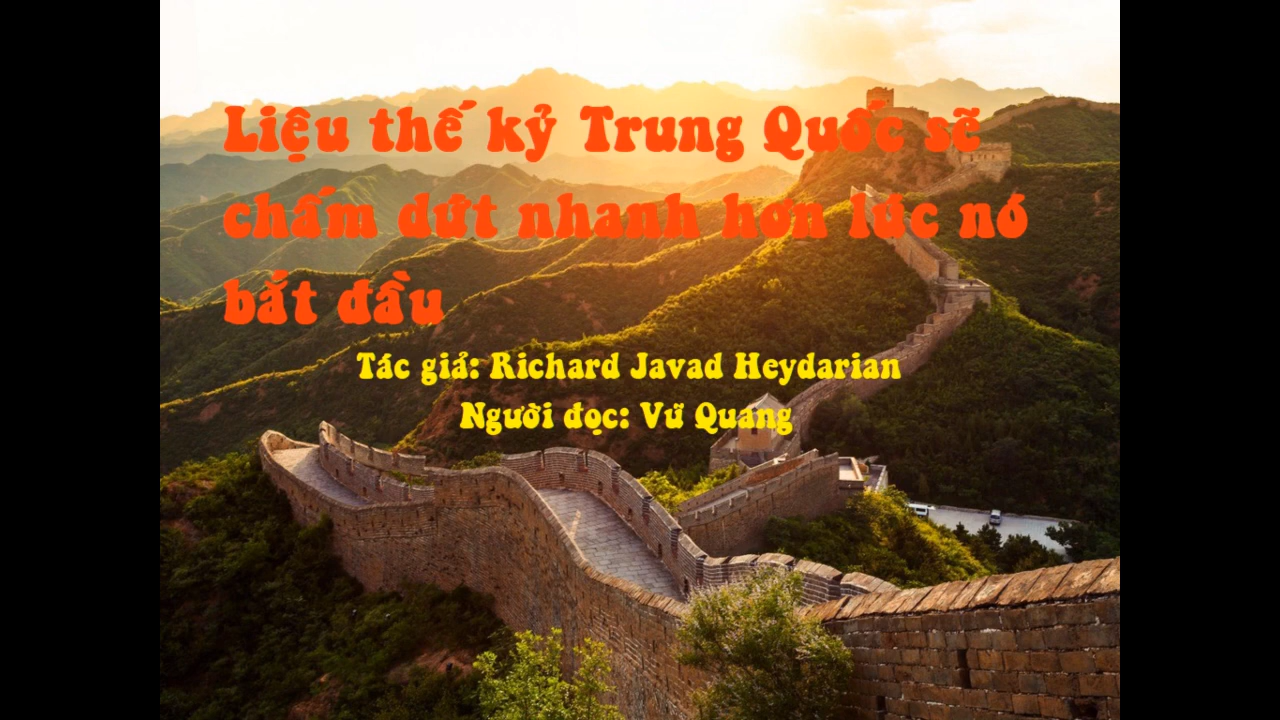 Liệu thế kỷ Trung Quốc sẽ
chấm dứt nhanh hơn lúc nó
bắt đầu
Tác giả: Richard Javad Heydarian
Người đọc: Vũ Quang